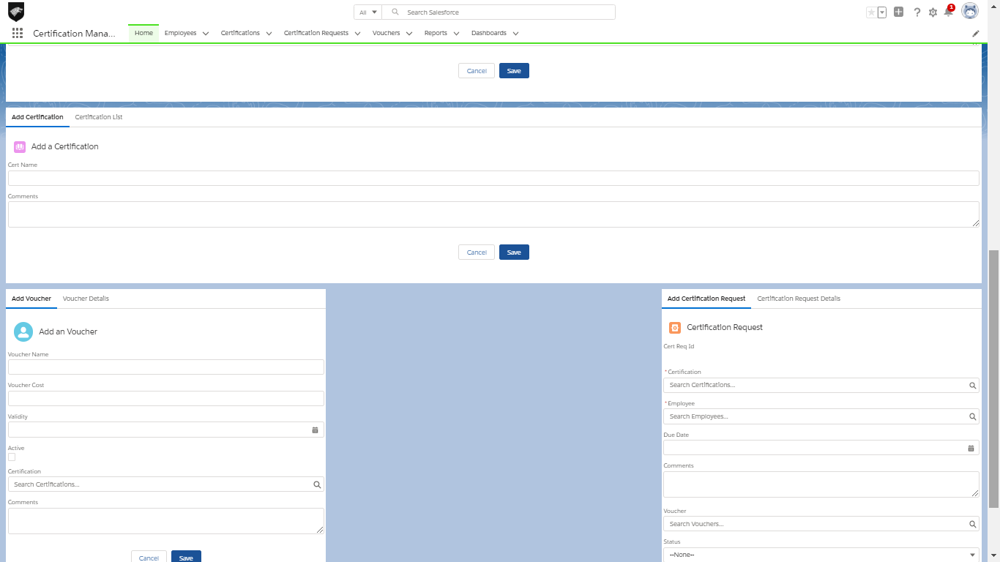 All
Search Salesforce
1
Certification Mana...
Home
Employees
Certifications
Certification Requests
Vouchers
Reports
Dashboards
Cancel
Save
Add Certification
Certification List
Add a Certification
Cert Name
Comments
Cancel
Save
Add Voucher
Voucher Details
Add an Voucher
Voucher Name
Voucher Cost
Validity
Active
Certification
Search Certifications...
Comments
Cancel
Save
Add Certification Request
Certification Request Details
Certification Request
Cert Req Id
*Certification
Search Certifications...
*Employee
Search Employees...
Due Date
Comments
Voucher
Search Vouchers...
Status
--None--